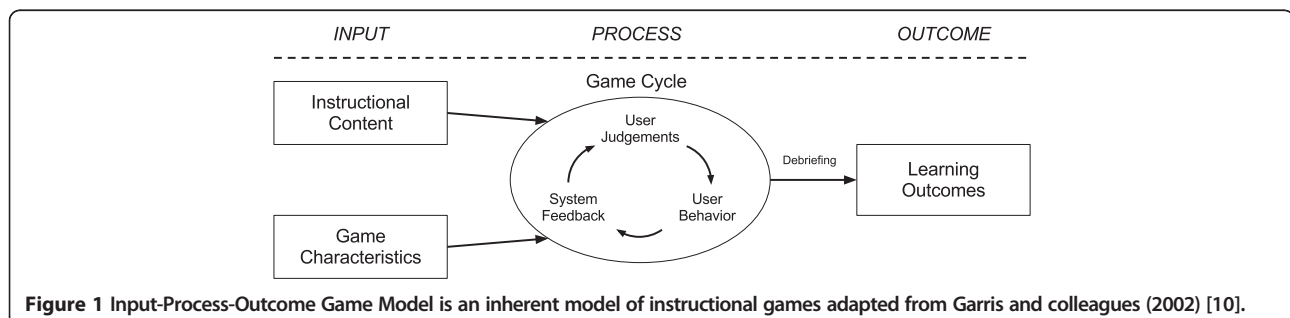 INPUT PROCESS OUTCOME
Game Cycle
Instructional
Content
User
Judgements
Debriefing
Learning
Outcomes
System
Feedback
User
Behavior
Game
Characteristics
Figure 1 Input-Process-Outcome Game Model is an inherent model of instructional games adapted from Garris and colleagues (2002) [10].